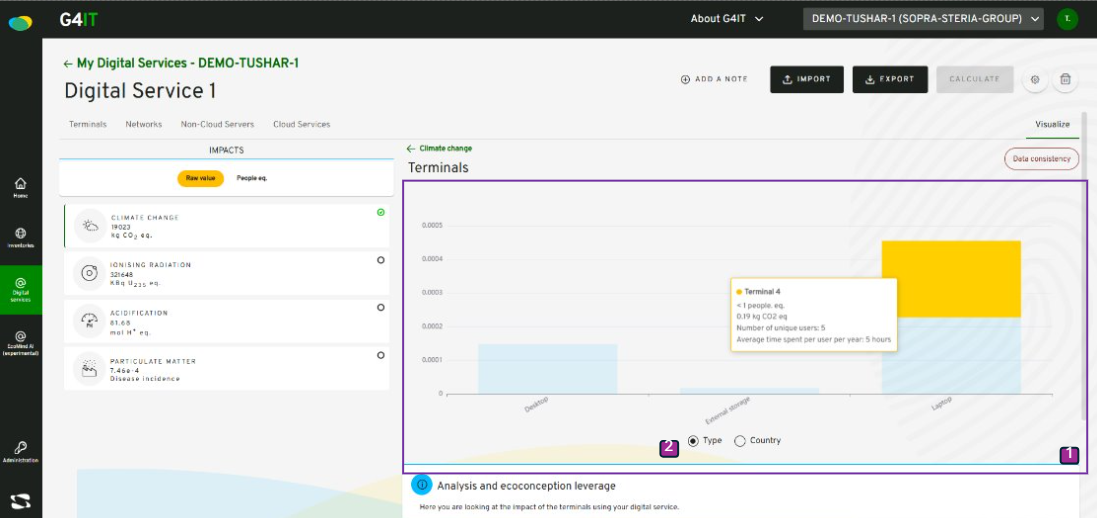 G4IT
About G4IT
DEMO-TUSHAR-1 (SOPRA-STERIA-GROUP)
T.
← My Digital Services - DEMO-TUSHAR-1
Digital Service 1
ADD A NOTE
IMPORT
EXPORT
CALCULATE
Terminals
Networks
Non-Cloud Servers
Cloud Services
Visualize
Home
Inventories
Digital
services
EcoMind AI
(experimental)
Administration
IMPACTS
Raw value
People eq.
CLIMATE CHANGE
19023
kg CO2 eq.
IONISING RADIATION
321648
KBq U235 eq.
ACIDIFICATION
61.68
mol H+ eq.
PARTICULATE MATTER
7.46e-4
Disease incidence
← Climate change
Terminals
Data consistency
0.0005
0.0004
0.0003
0.0002
0.0001
0
Terminal 4
< 1 people. eq.
0.19 kg CO2 eq
Number of unique users: 5
Average time spent per user per year: 5 hours
Desktop
External storage
Laptop
2
Type
Country
1
Analysis and ecoconception leverage
Here you are looking at the impact of the terminals using your digital service.